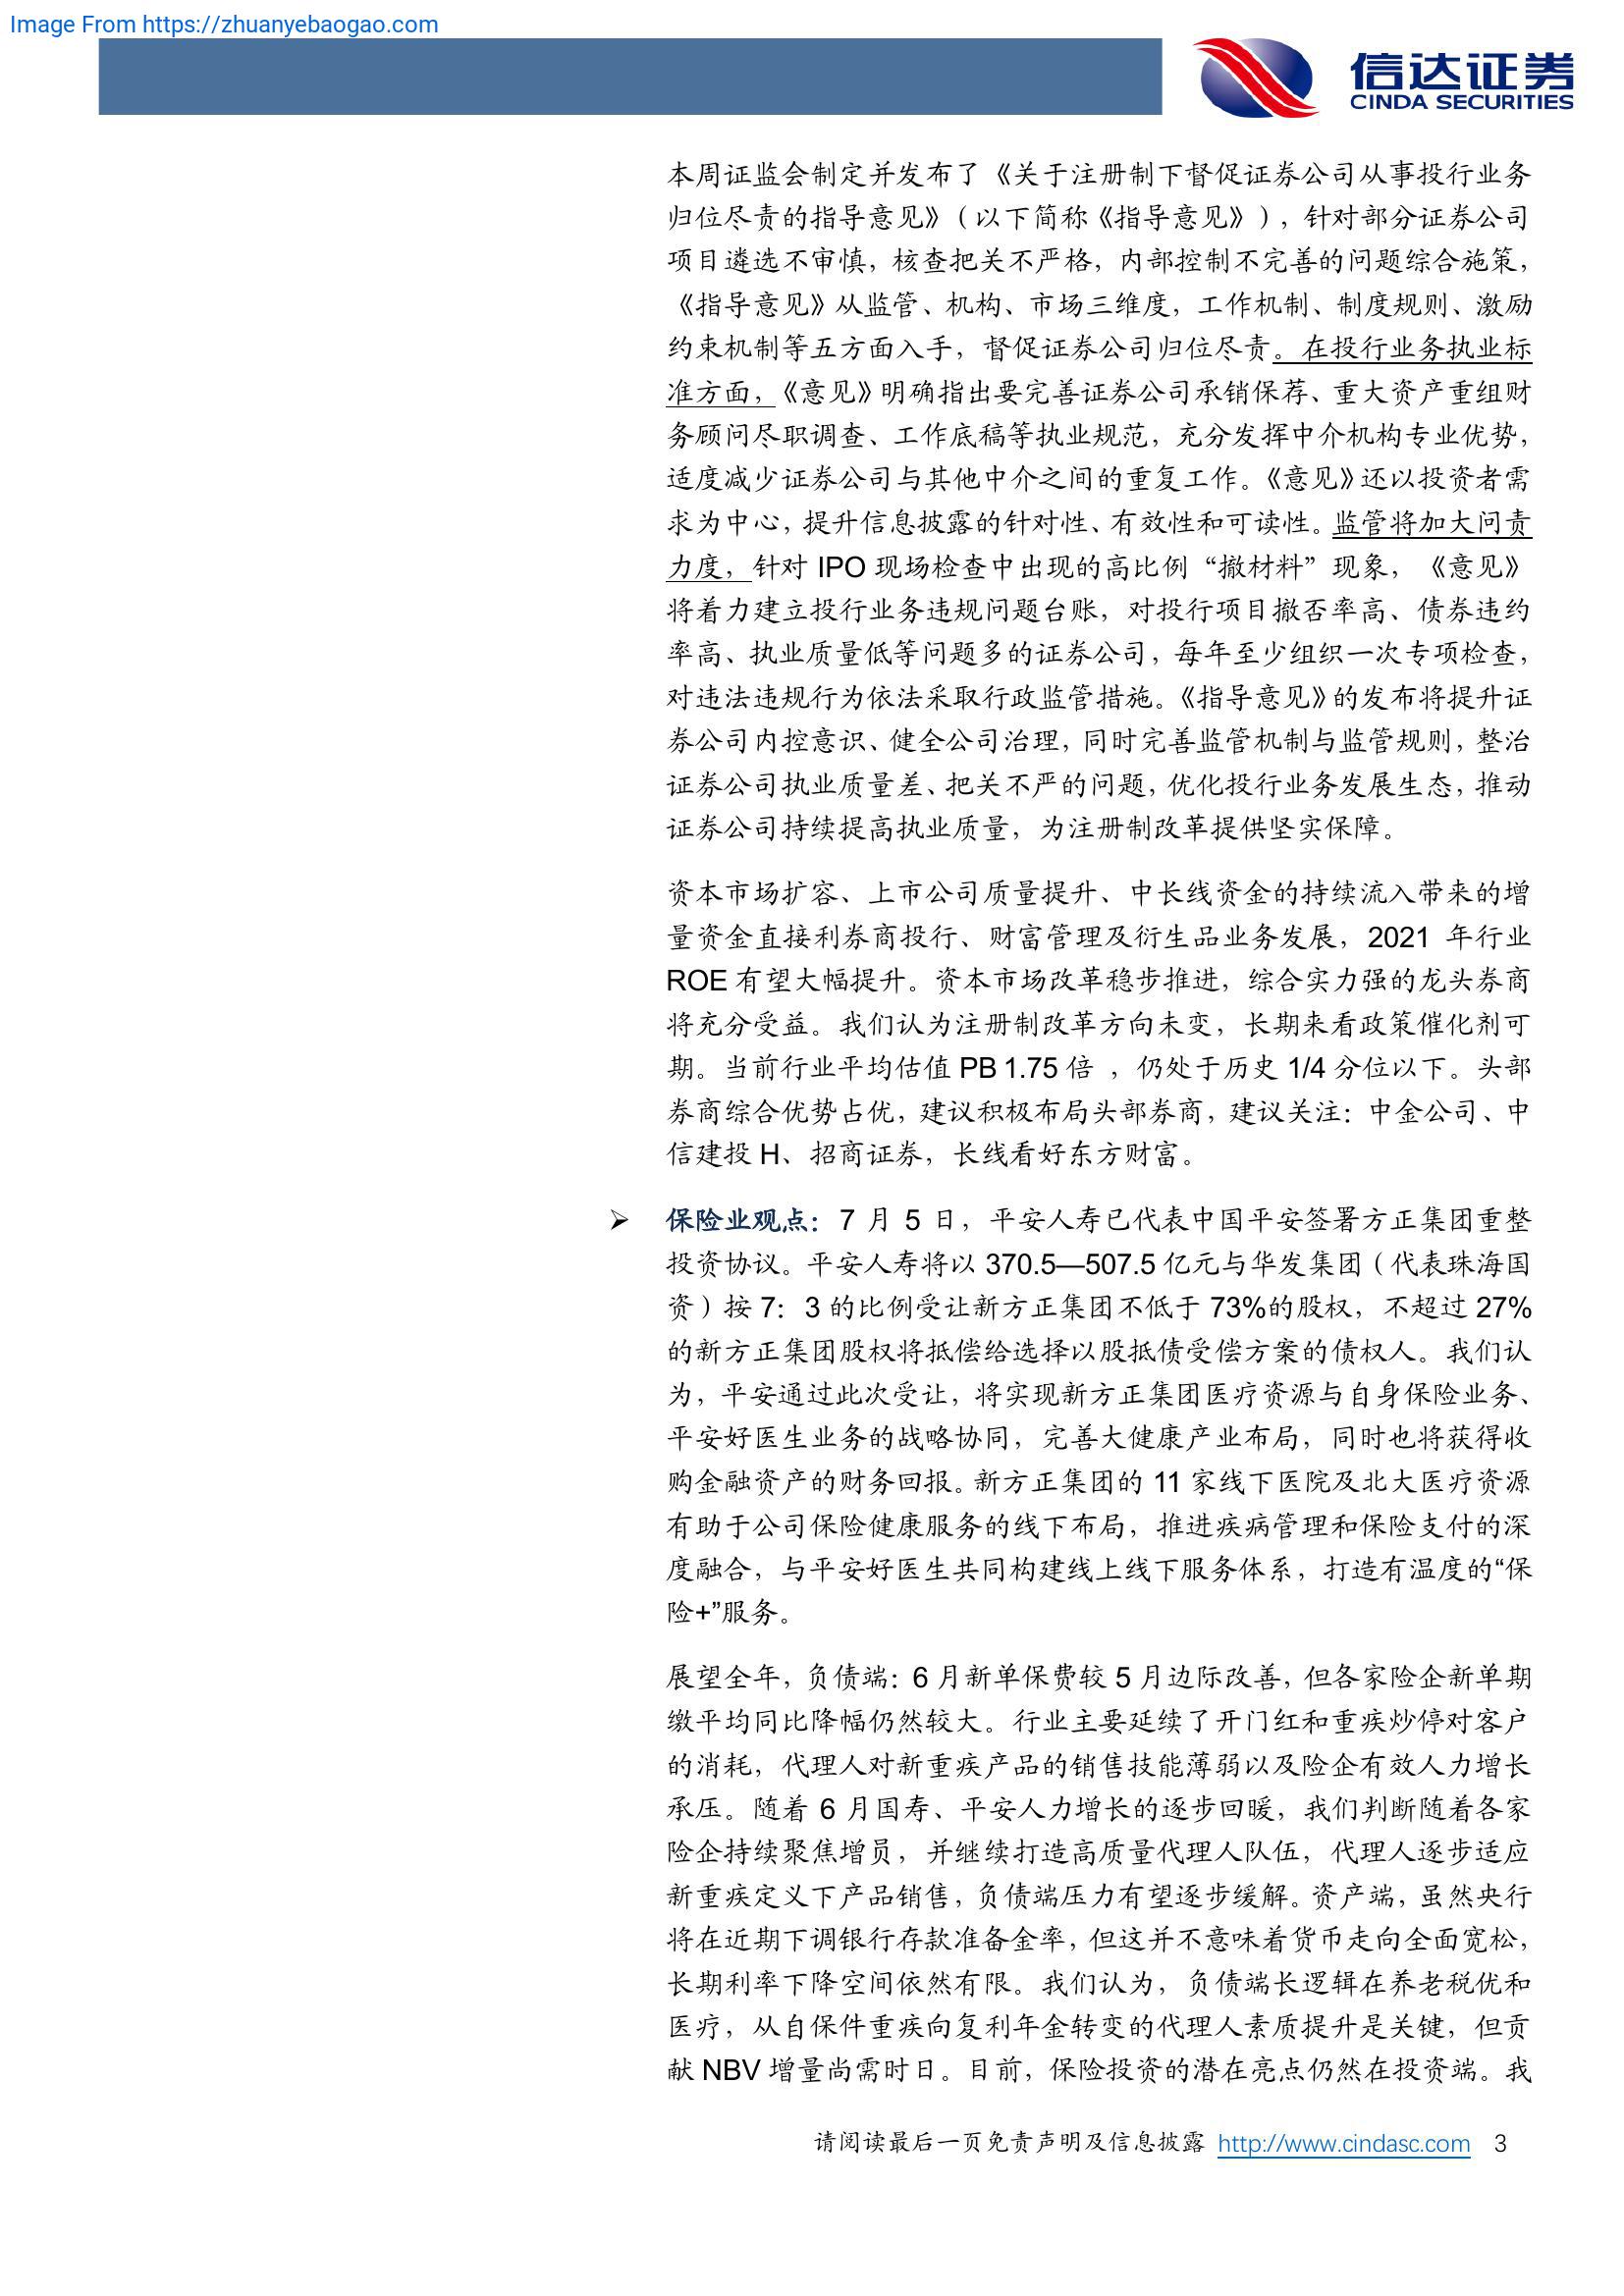 Image From https://zhuanyebaogao.com
信达证券
CINDA SECURITIES
本周证监会制定并发布了《关于注册制下督促证券公司从事投行业务
归位尽责的指导意见》（以下简称《指导意见》），针对部分证券公司
项目遴选不审慎，核查把关不严格，内部控制不完善的问题综合施策，
《指导意见》从监管、机构、市场三维度，工作机制、制度规则、激励
约束机制等五方面入手，督促证券公司归位尽责。在投行业务执业标
准方面，《意见》明确指出要完善证券公司承销保荐、重大资产重组财
务顾问尽职调查、工作底稿等执业规范，充分发挥中介机构专业优势，
适度减少证券公司与其他中介之间的重复工作。《意见》还以投资者需
求为中心，提升信息披露的针对性、有效性和可读性。监管将加大问责
力度，针对 IPO 现场检查中出现的高比例“撤材料”现象，《意见》
将着力建立投行业务违规问题台账，对投行项目撤否率高、债券违约
率高、执业质量低等问题多的证券公司，每年至少组织一次专项检查，
对违法违规行为依法采取行政监管措施。《指导意见》的发布将提升证
券公司内控意识、健全公司治理，同时完善监管机制与监管规则，整治
证券公司执业质量差、把关不严的问题，优化投行业务发展生态，推动
证券公司持续提高执业质量，为注册制改革提供坚实保障。
资本市场扩容、上市公司质量提升、中长线资金的持续流入带来的增
量资金直接利券商投行、财富管理及衍生品业务发展，2021 年行业
ROE 有望大幅提升。资本市场改革稳步推进，综合实力强的龙头券商
将充分受益。我们认为注册制改革方向未变，长期来看政策催化剂可
期。当前行业平均估值 PB 1.75 倍 ，仍处于历史 1/4 分位以下。头部
券商综合优势占优，建议积极布局头部券商，建议关注：中金公司、中
信建投 H、招商证券，长线看好东方财富。
➢ 保险业观点：7 月 5 日，平安人寿已代表中国平安签署方正集团重整
投资协议。平安人寿将以 370.5—507.5 亿元与华发集团（代表珠海国
资）按 7：3 的比例受让新方正集团不低于 73%的股权，不超过 27%
的新方正集团股权将抵偿给选择以股抵债受偿方案的债权人。我们认
为，平安通过此次受让，将实现新方正集团医疗资源与自身保险业务、
平安好医生业务的战略协同，完善大健康产业布局，同时也将获得收
购金融资产的财务回报。新方正集团的 11 家线下医院及北大医疗资源
有助于公司保险健康服务的线下布局，推进疾病管理和保险支付的深
度融合，与平安好医生共同构建线上线下服务体系，打造有温度的“保
险+”服务。
展望全年，负债端：6 月新单保费较 5 月边际改善，但各家险企新单期
缴平均同比降幅仍然较大。行业主要延续了开门红和重疾炒停对客户
的消耗，代理人对新重疾产品的销售技能薄弱以及险企有效人力增长
承压。随着 6 月国寿、平安人力增长的逐步回暖，我们判断随着各家
险企持续聚焦增员，并继续打造高质量代理人队伍，代理人逐步适应
新重疾定义下产品销售，负债端压力有望逐步缓解。资产端，虽然央行
将在近期下调银行存款准备金率，但这并不意味着货币走向全面宽松，
长期利率下降空间依然有限。我们认为，负债端长逻辑在养老税优和
医疗，从自保件重疾向复利年金转变的代理人素质提升是关键，但贡
献 NBV 增量尚需时日。目前，保险投资的潜在亮点仍然在投资端。我
请阅读最后一页免责声明及信息披露 http://www.cindasc.com 3